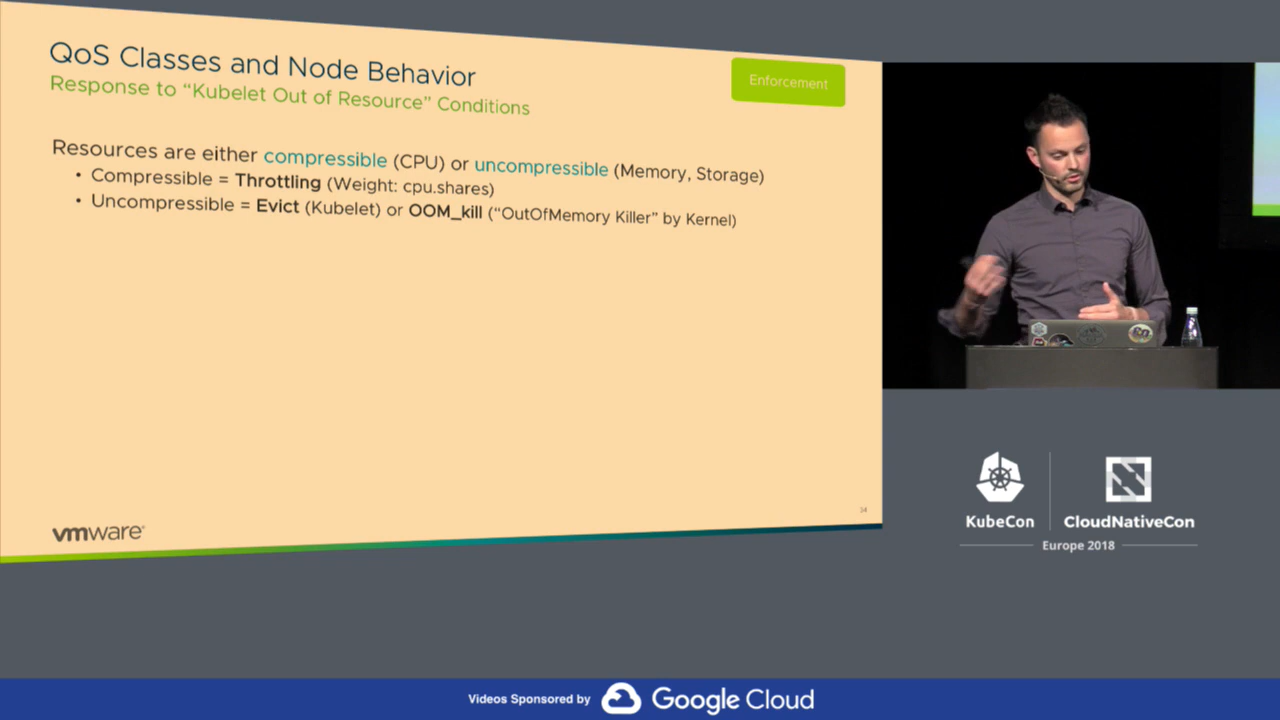 QoS Classes and Node Behavior
Response to “Kubelet Out of Resource” Conditions
Enforcement
Resources are either compressible (CPU) or uncompressible (Memory, Storage)
• Compressible = Throttling (Weight: cpu.shares)
• Uncompressible = Evict (Kubelet) or OOM_kill (“OutOfMemory Killer” by Kernel)
34
vmware®
KubeCon
CloudNativeCon
Europe 2018
Videos Sponsored by Google Cloud